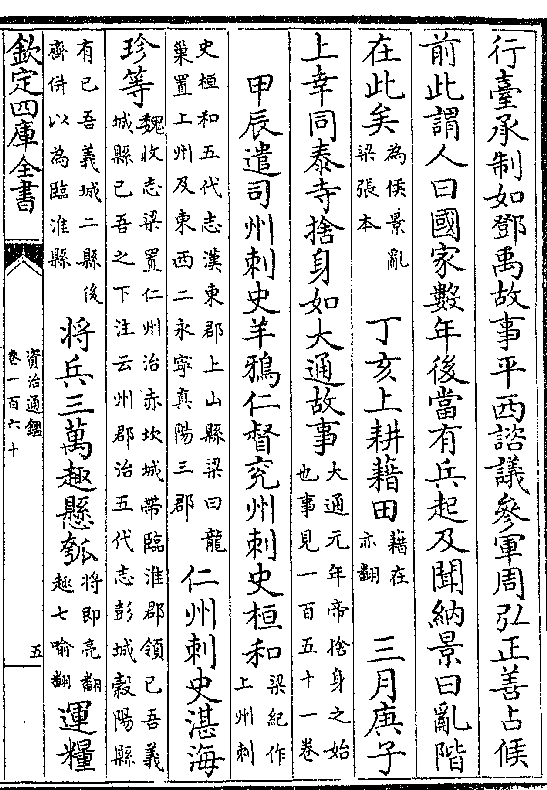 行臺承制如鄧禹故事平西諮議參軍周弘正善占候
前此謂人曰國家數年後當有兵起及聞納景曰亂階
在此矣
為侯景亂
梁張本
丁亥上耕藉田
藉在
亦翻
三月庚子
上幸同泰寺捨身如大通故事
大通元年帝捨身之始
也事見一百五十一卷
甲辰遣司州刺史羊鴉仁督兗州刺史桓和
梁紀作
上州刺
史桓和五代志漢東郡上山縣梁曰龍
巢置上州及東西二永寧真陽三郡
仁州刺史湛海
珍等
魏收志梁置仁州治赤坎城帶臨淮郡領已吾義
城縣已吾之下注云州郡治五代志彭城穀陽縣
有已吾義城二縣後
齊併以為臨淮縣
將兵三萬趣懸瓠
將即亮翻
趣七喻翻
運糧
欽定四庫全書
資治通鑑
卷一百六十
五